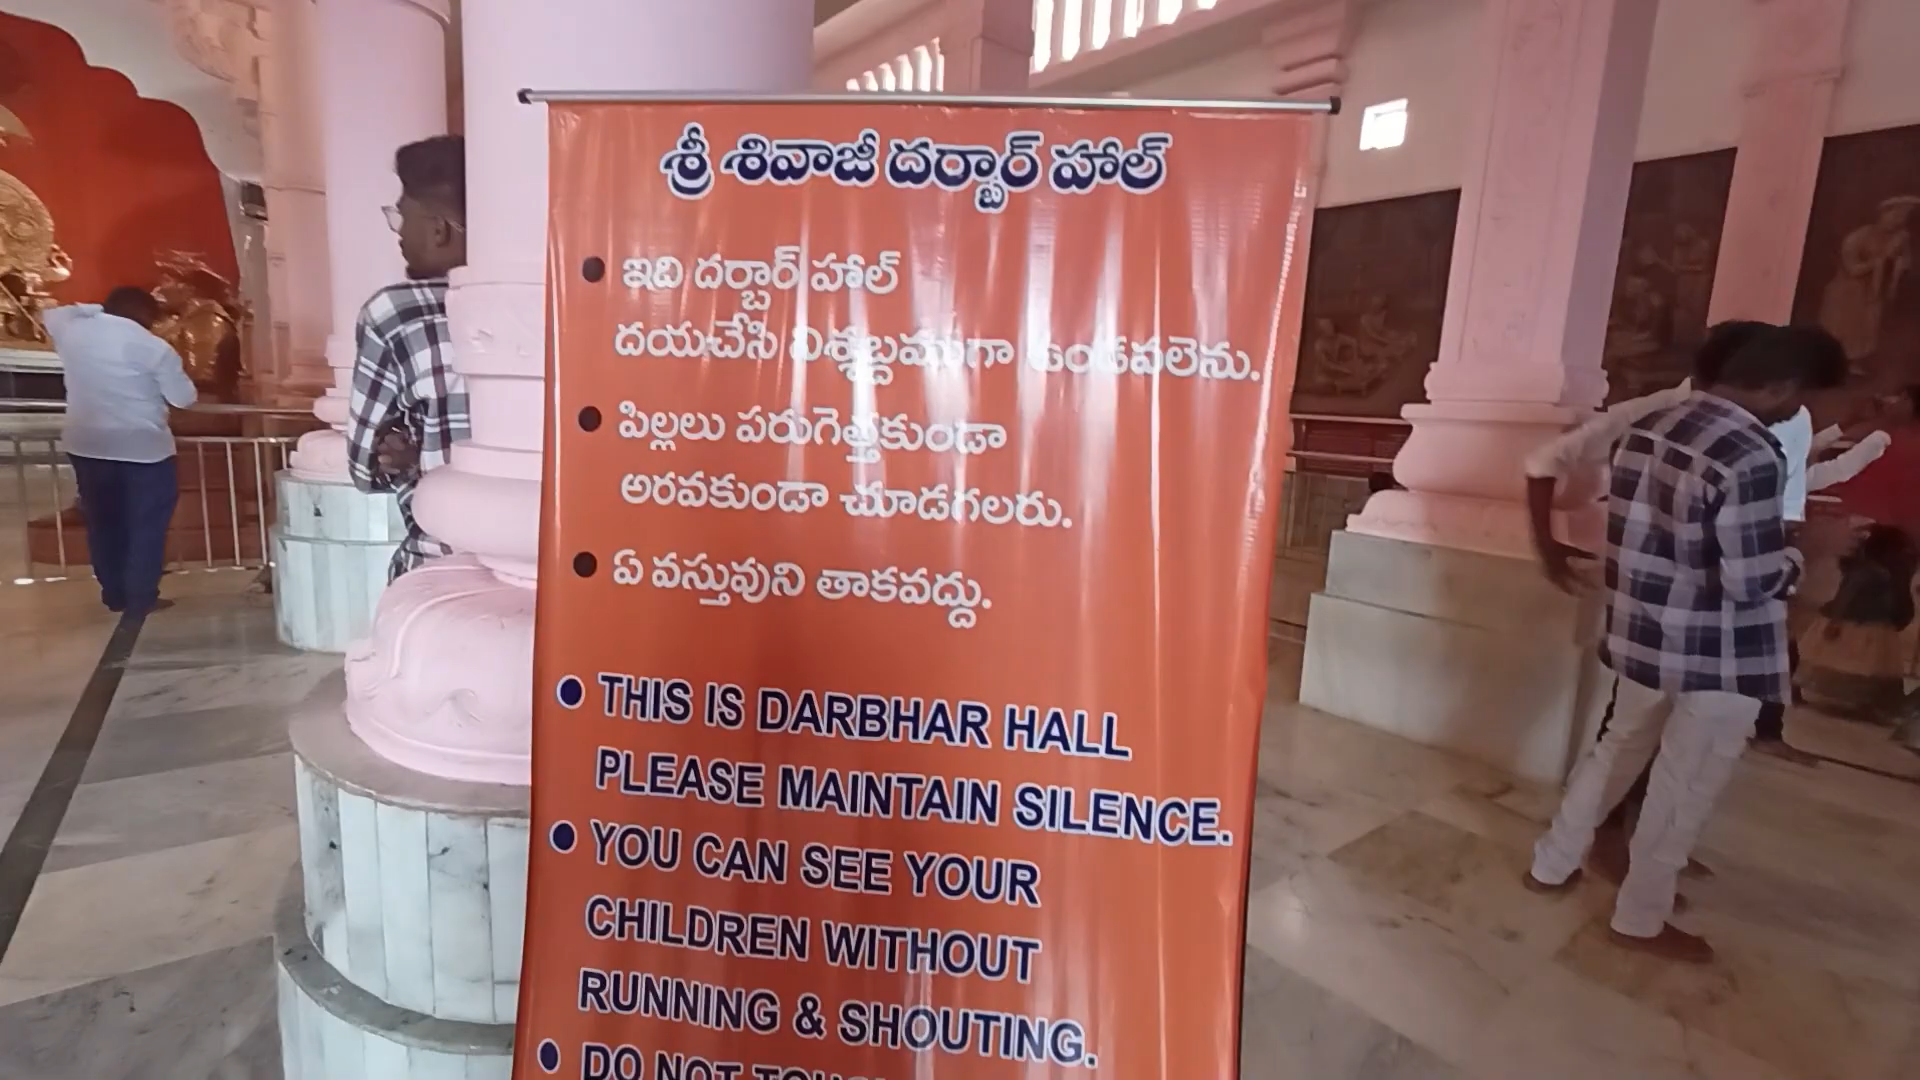 శ్రీ శివాజీ దర్బార్ హాల్
● ఇది దర్బార్ హాల్
దయచేసి నిశ్శబ్దముగా ఉండవలెను.
● పిల్లలు పరుగెత్తకుండా
అరవకుండా చూడగలరు.
● ఏ వస్తువుని తాకవద్దు.
● THIS IS DARBHAR HALL
PLEASE MAINTAIN SILENCE.
● YOU CAN SEE YOUR
CHILDREN WITHOUT
RUNNING & SHOUTING.
● DO NOT